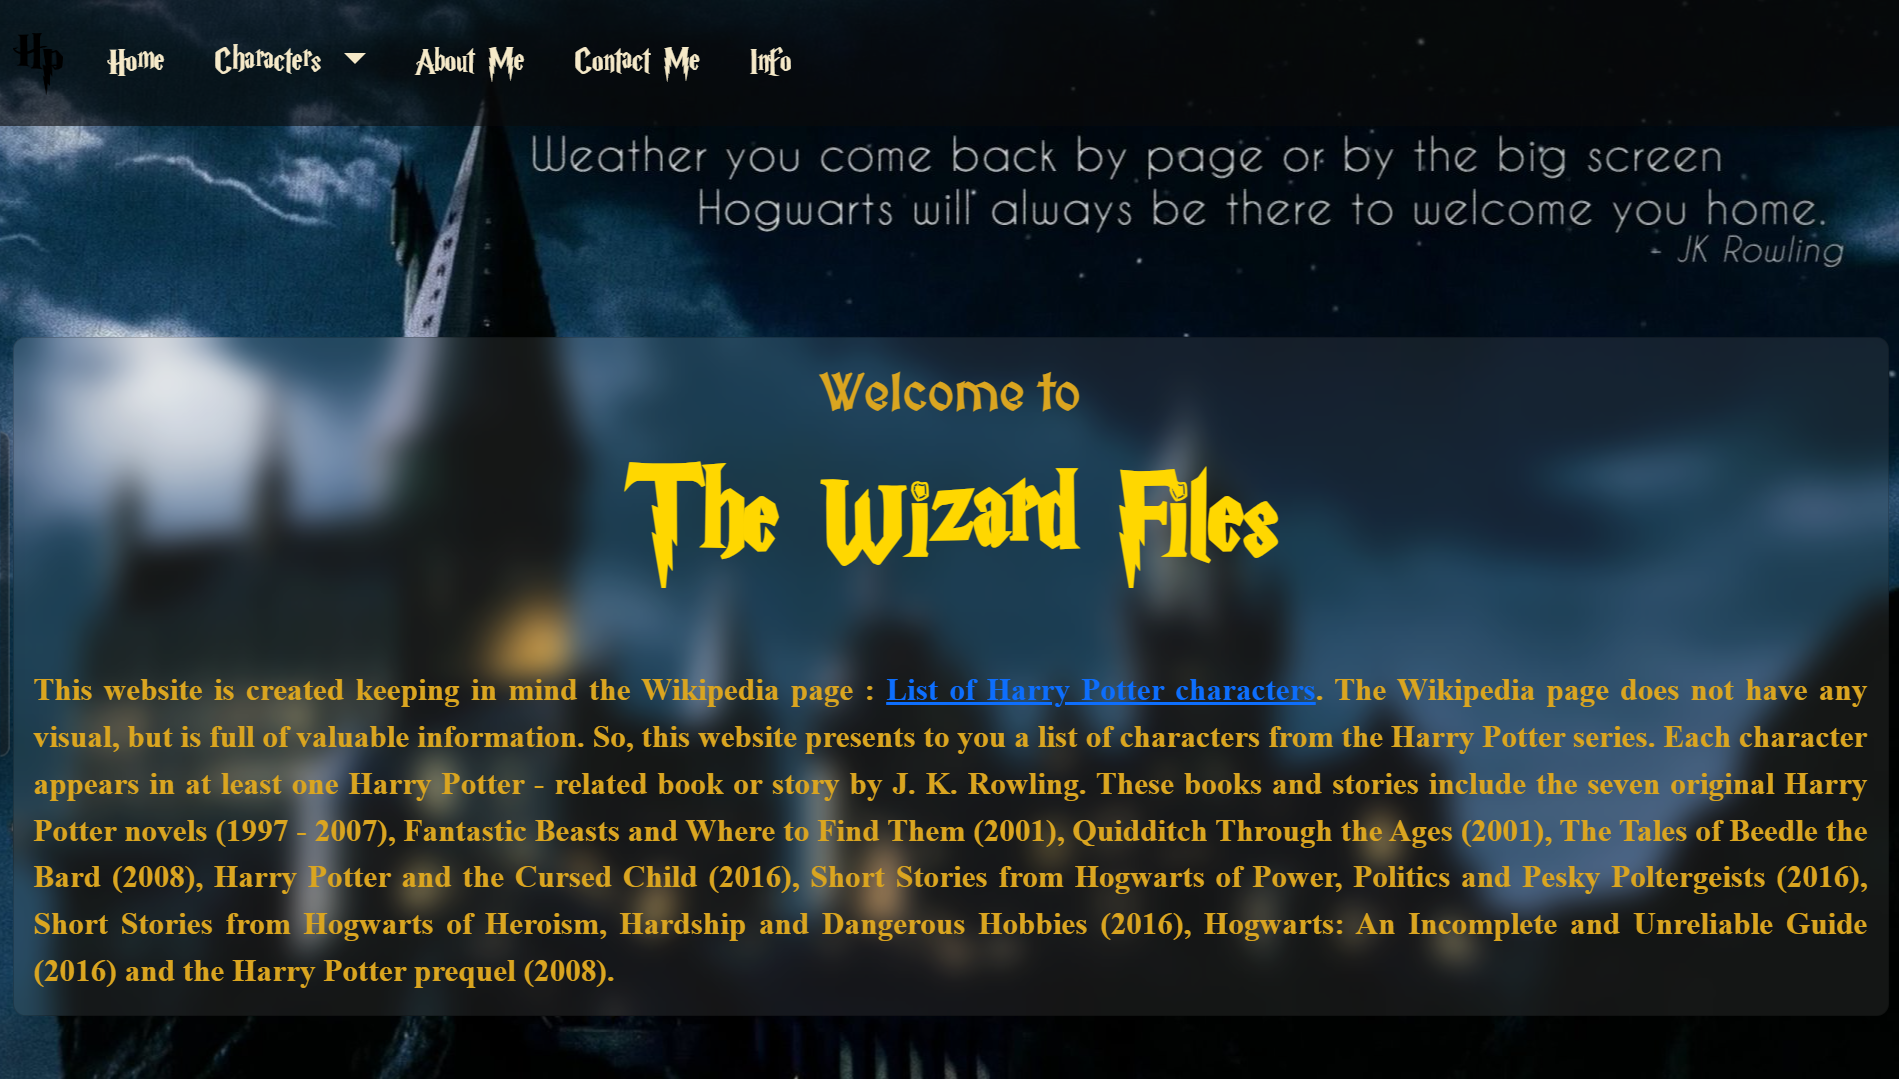 Hp Home Characters About Me Contact Me Info
Weather you come back by page or by the big screen
Hogwarts will always be there to welcome you home.
- JK Rowling
Welcome to
The Wizard Files
This website is created keeping in mind the Wikipedia page : List of Harry Potter characters. The Wikipedia page does not have any
visual, but is full of valuable information. So, this website presents to you a list of characters from the Harry Potter series. Each character
appears in at least one Harry Potter - related book or story by J. K. Rowling. These books and stories include the seven original Harry
Potter novels (1997 - 2007), Fantastic Beasts and Where to Find Them (2001), Quidditch Through the Ages (2001), The Tales of Beedle the
Bard (2008), Harry Potter and the Cursed Child (2016), Short Stories from Hogwarts of Power, Politics and Pesky Poltergeists (2016),
Short Stories from Hogwarts of Heroism, Hardship and Dangerous Hobbies (2016), Hogwarts: An Incomplete and Unreliable Guide
(2016) and the Harry Potter prequel (2008).